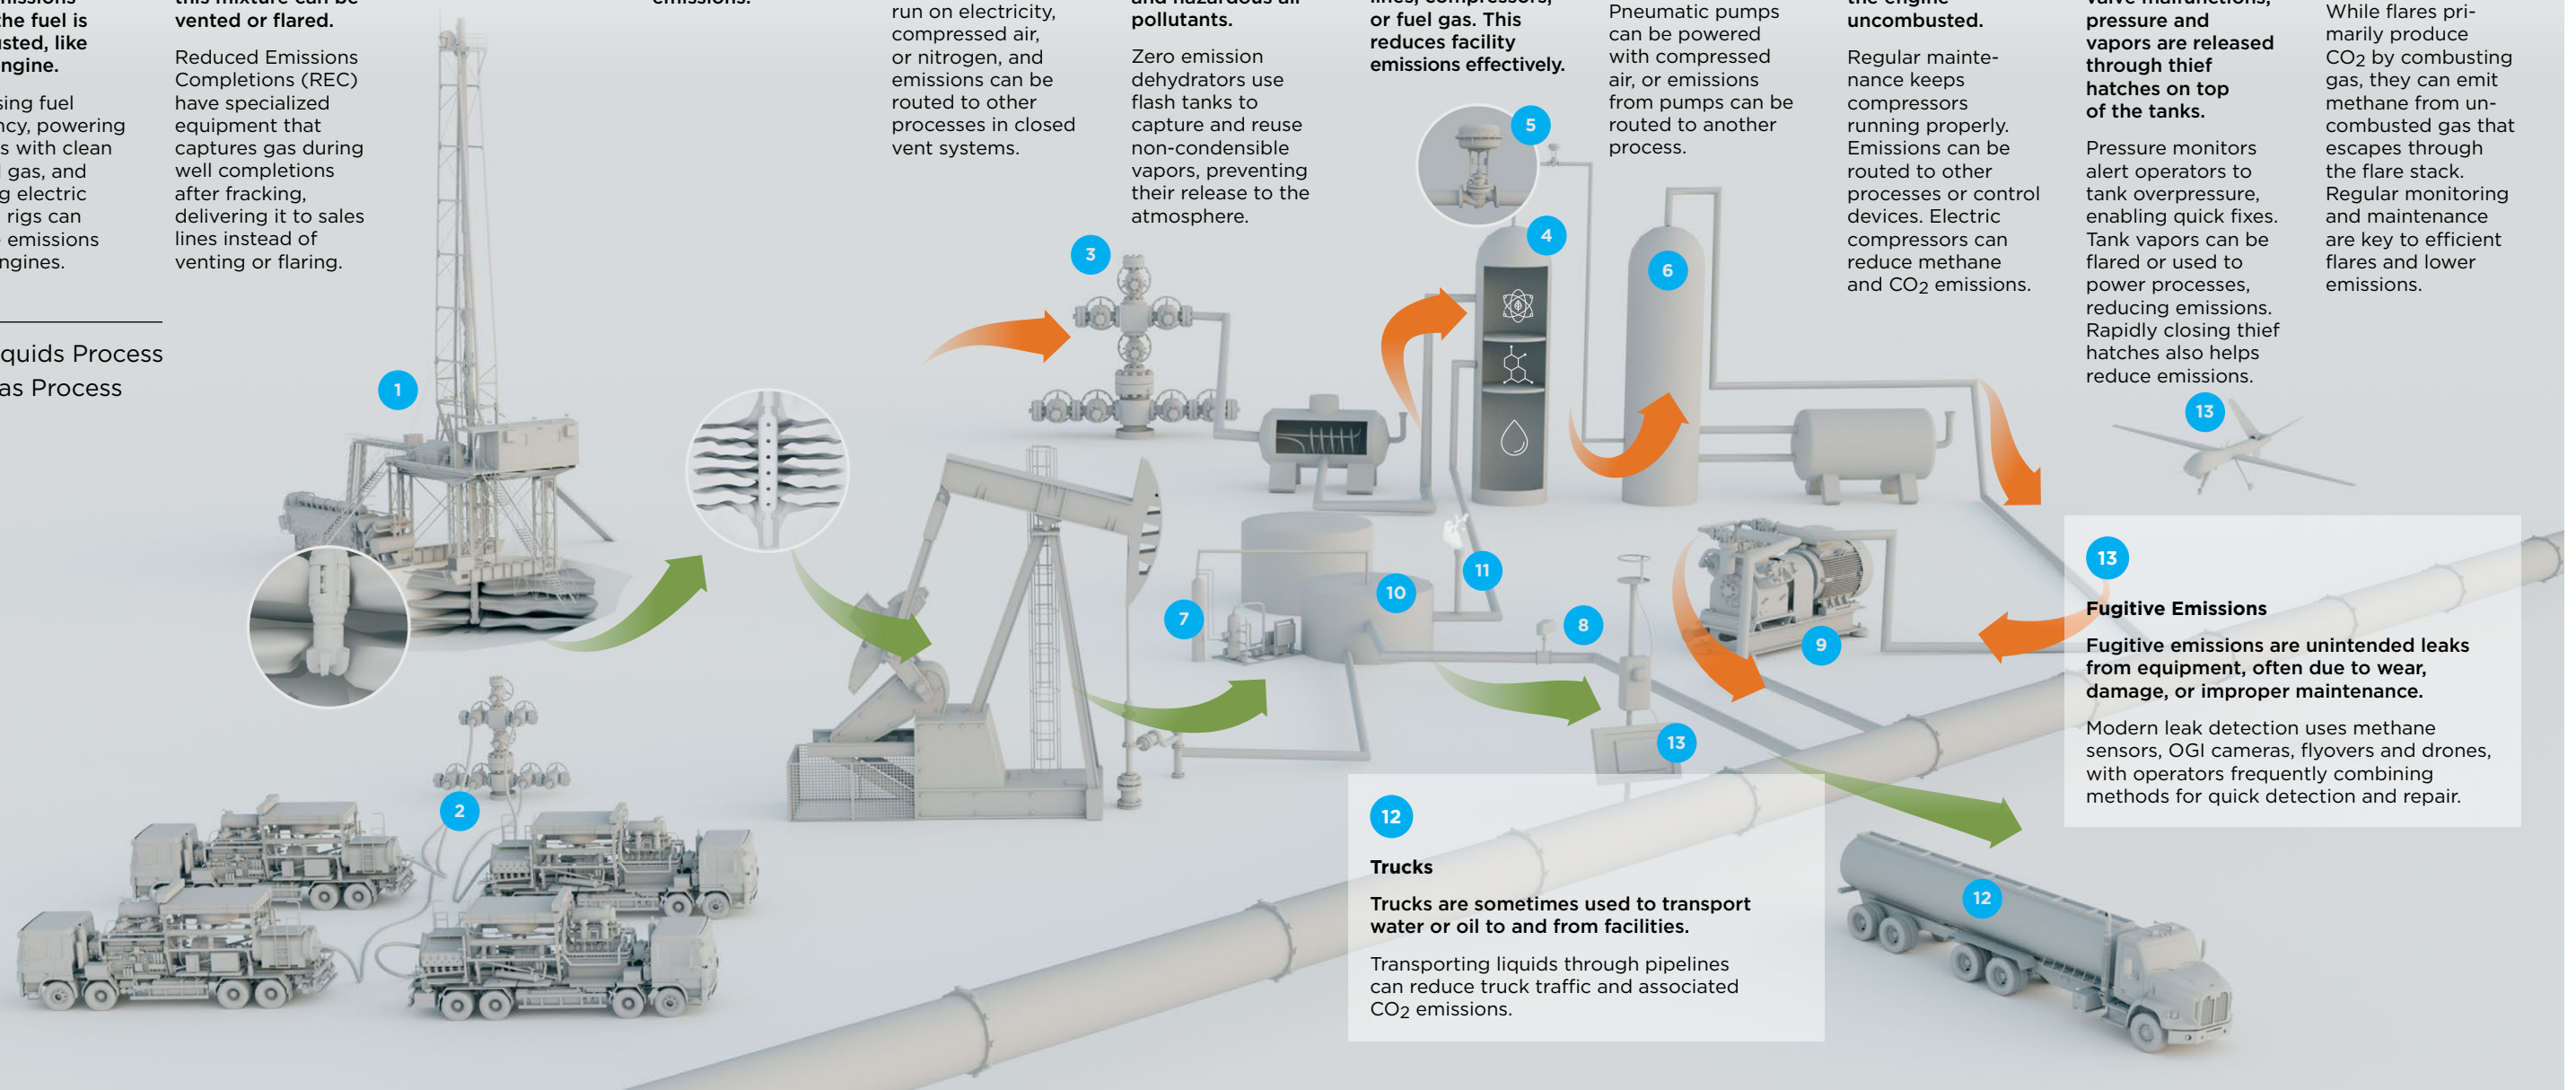 the fuel is
like
run on electricity,
compressed air,
or nitrogen, and
emissions can be
routed to other
processes in closed
vent systems.
vented or flared.
Reduced Emissions
Completions (REC)
have specialized
equipment that
captures gas during
well completions
after fracking,
delivering it to sales
lines instead of
venting or flaring.
fuel
powering
with clean
gas, and
electric
rigs can
emissions
quids Process
as Process
emissions.
pollutants.
Zero emission
dehydrators use
flash tanks to
capture and reuse
non-condensible
vapors, preventing
their release to the
atmosphere.
lines, compressors,
or fuel gas. This
reduces facility
emissions effectively.
Pneumatic pumps
can be powered
with compressed
air, or emissions
from pumps can be
routed to another
process.
the engine
uncombusted.
Regular mainte-
nance keeps
compressors
running properly.
Emissions can be
routed to other
processes or control
devices. Electric
compressors can
reduce methane
and CO2 emissions.
valve malfunctions,
pressure and
vapors are released
through thief
hatches on top
of the tanks.
Pressure monitors
alert operators to
tank overpressure,
enabling quick fixes.
Tank vapors can be
flared or used to
power processes,
reducing emissions.
Rapidly closing thief
hatches also helps
reduce emissions.
While flares pri-
marily produce
CO2 by combusting
gas, they can emit
methane from un-
combusted gas that
escapes through
the flare stack.
Regular monitoring
and maintenance
are key to efficient
flares and lower
emissions.
1
2
3
4
5
6
7
8
9
10
11
12
13
13
12
Trucks
Trucks are sometimes used to transport
water or oil to and from facilities.
Transporting liquids through pipelines
can reduce truck traffic and associated
CO2 emissions.
13
Fugitive Emissions
Fugitive emissions are unintended leaks
from equipment, often due to wear,
damage, or improper maintenance.
Modern leak detection uses methane
sensors, OGI cameras, flyovers and drones,
with operators frequently combining
methods for quick detection and repair.